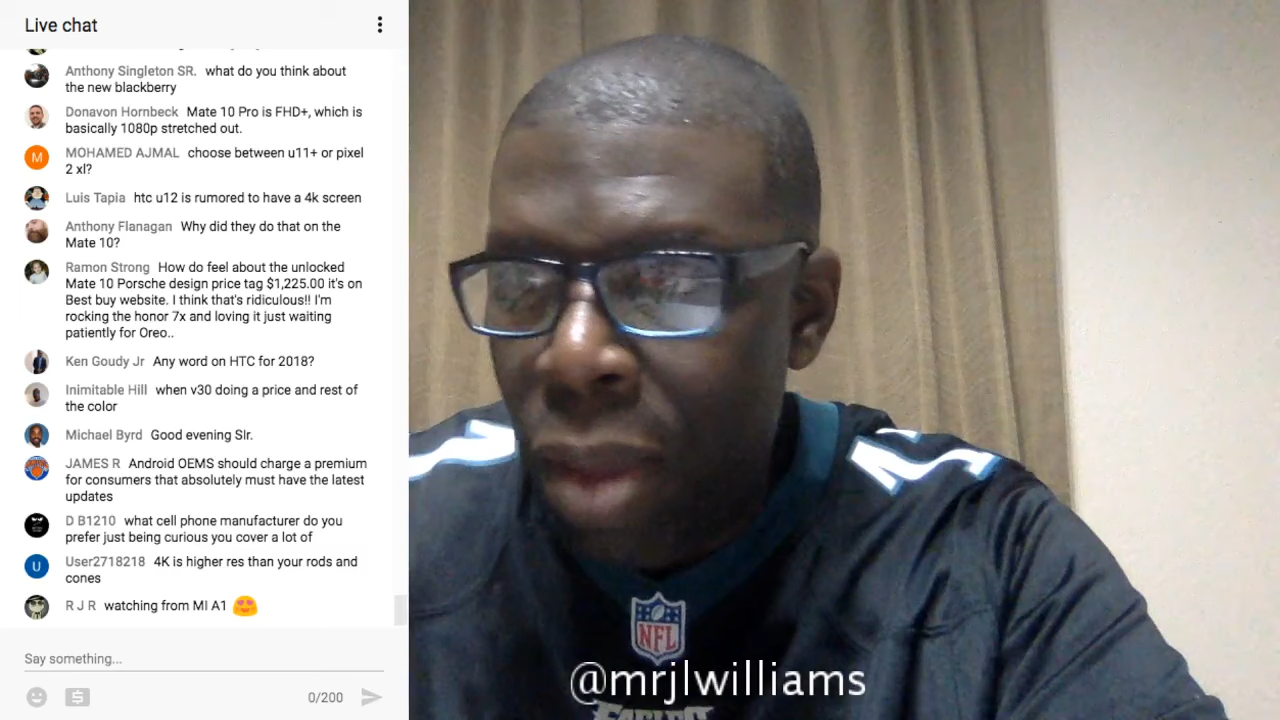 Live chat
Anthony Singleton SR. what do you think about
the new blackberry
Donavon Hornbeck Mate 10 Pro is FHD+, which is
basically 1080p stretched out.
M
MOHAMED AJMAL choose between u11+ or pixel
2 xl?
Luis Tapia htc u12 is rumored to have a 4k screen
Anthony Flanagan Why did they do that on the
Mate 10?
Ramon Strong How do feel about the unlocked
Mate 10 Porsche design price tag $1,225.00 it's on
Best buy website. I think that's ridiculous!! I'm
rocking the honor 7x and loving it just waiting
patiently for Oreo..
Ken Goudy Jr Any word on HTC for 2018?
Inimitable Hill when v30 doing a price and rest of
the color
Michael Byrd Good evening SIr.
JAMES R Android OEMS should charge a premium
for consumers that absolutely must have the latest
updates
D B1210 what cell phone manufacturer do you
prefer just being curious you cover a lot of
U
User2718218 4K is higher res than your rods and
cones
R J R watching from MI A1
Say something...
0/200
NFL
@mrjlwilliams
EAGLES